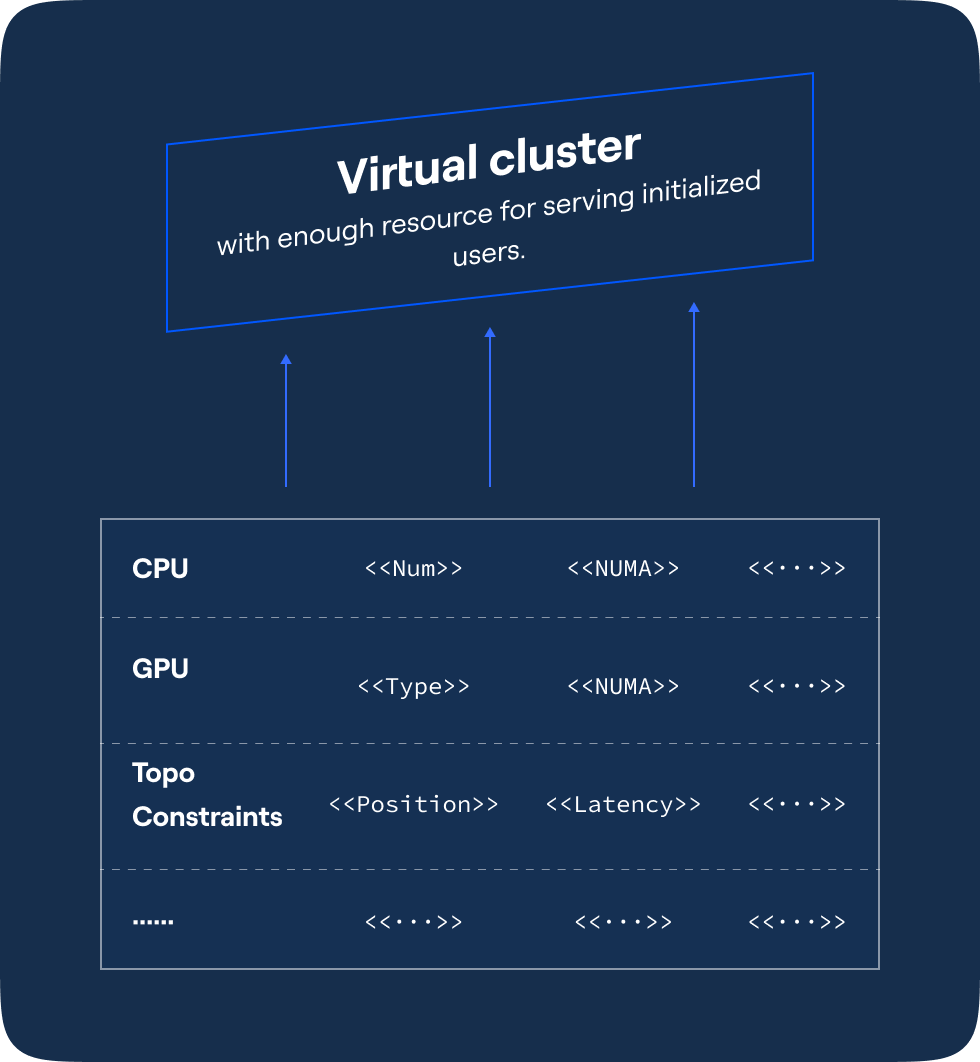 Virtual cluster
with enough resource for serving initialized
users.
CPU <<Num>> <<NUMA>> <<···>>
GPU <<Type>> <<NUMA>> <<···>>
Topo
Constraints <<Position>> <<Latency>> <<···>>
······ <<···>> <<···>> <<···>>